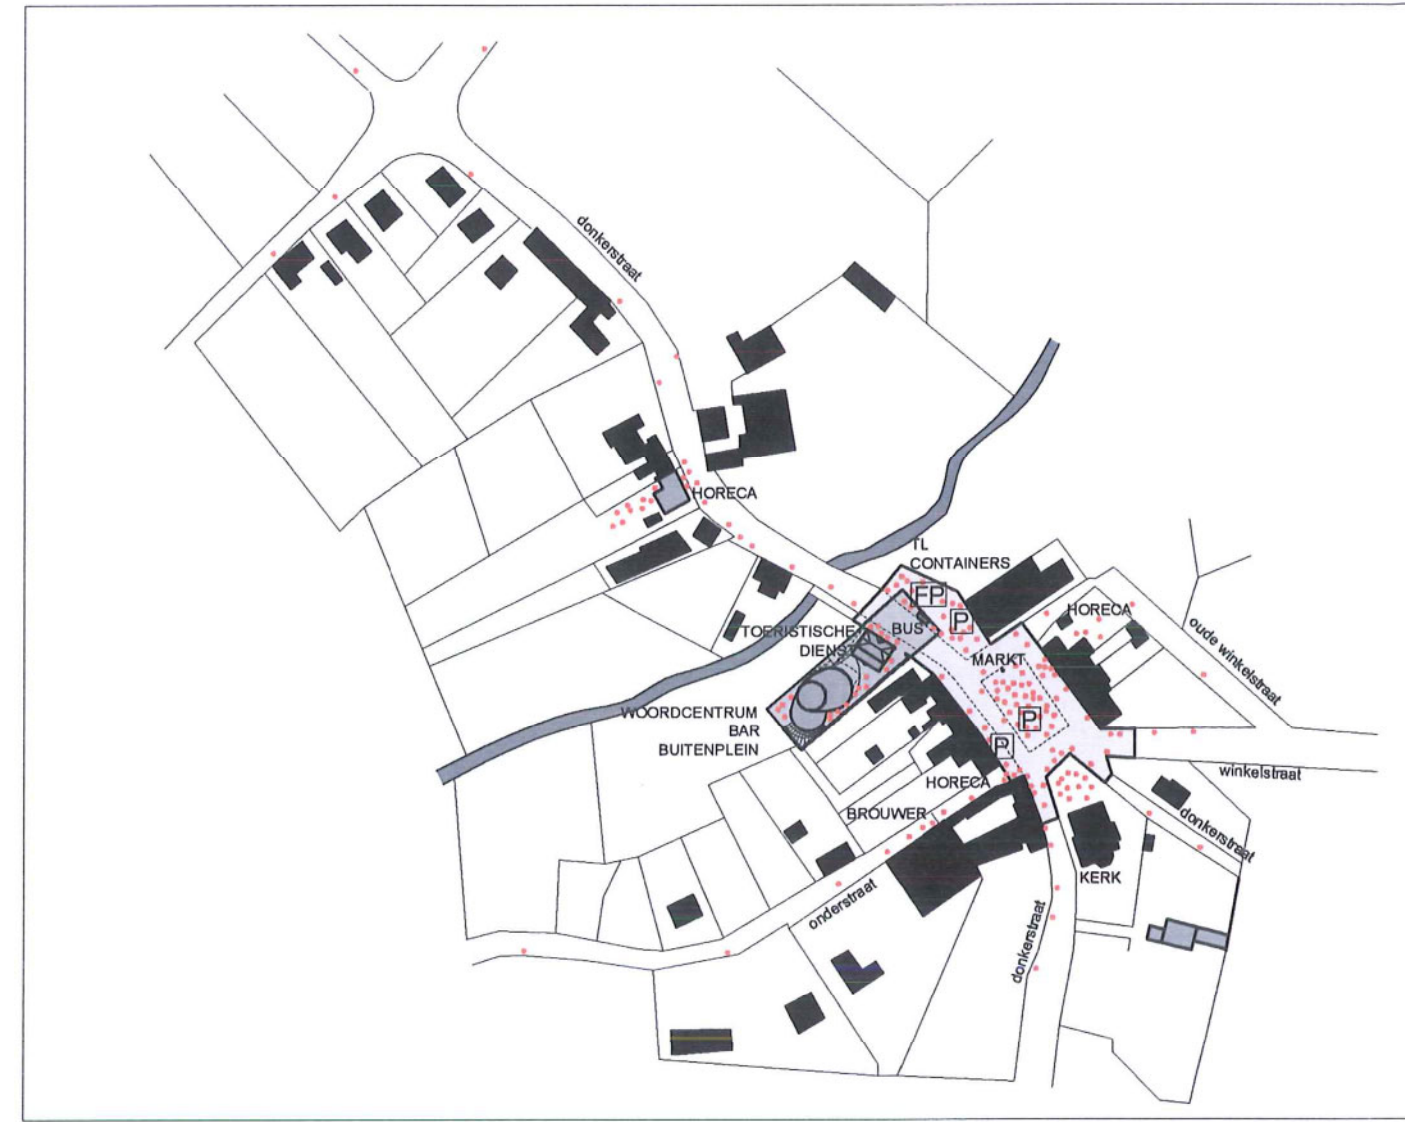 donkerstraat
HORECA
TL
CONTAINERS
FP
P
HORECA
BUS
TOERISTISCHE
DIENST
MARKT
oude winkelstraat
WOORDCENTRUM
BAR
BUITENPLEIN
P
P
winkelstraat
HORECA
BROUWER
donkerstraat
KERK
onderstraat
donkerstraat